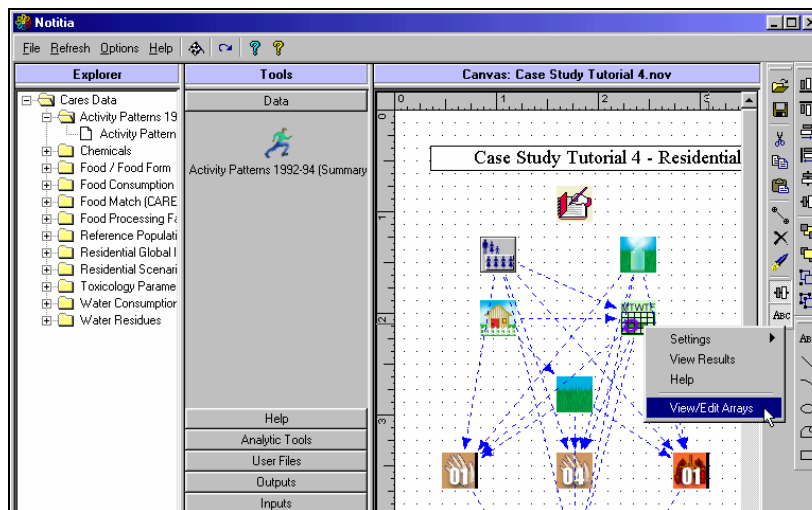 Notitia
File Refresh Options Help
Explorer
Cares Data
Activity Patterns 19
Activity Pattern
Chemicals
Food / Food Form
Food Consumption
Food Match (CARE
Food Processing Fa
Reference Populati
Residential Global I
Residential Scenari
Toxicology Parame
Water Consumption
Water Residues
Tools
Data
Activity Patterns 1992-94 (Summary
Help
Analytic Tools
User Files
Outputs
Inputs
Canvas: Case Study Tutorial 4.nov
0 1 2
0
1
2
3
Case Study Tutorial 4 - Residential
MTWTF
Settings
View Results
Help
View/Edit Arrays
01 04 01
ABC
AB